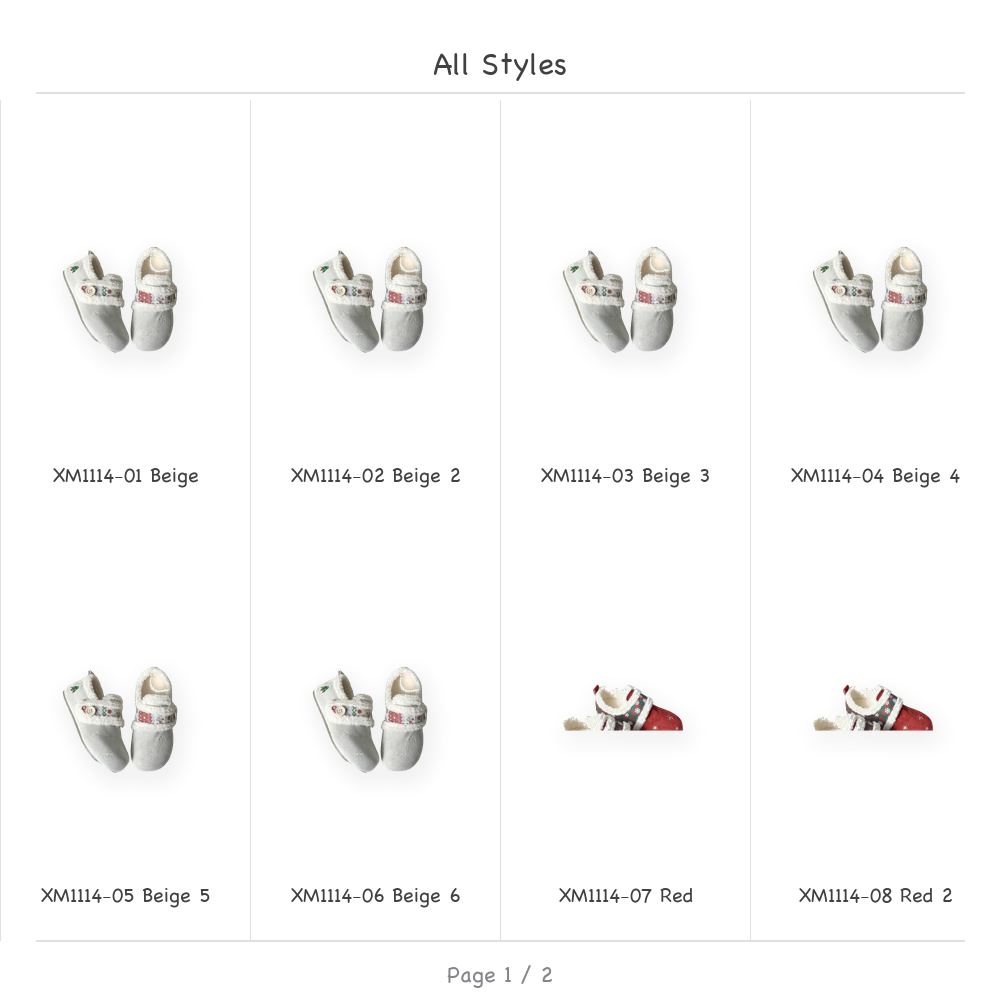 All Styles
XM1114-01 Beige
XM1114-02 Beige 2
XM1114-03 Beige 3
XM1114-04 Beige 4
XM1114-05 Beige 5
XM1114-06 Beige 6
XM1114-07 Red
XM1114-08 Red 2
Page 1 / 2